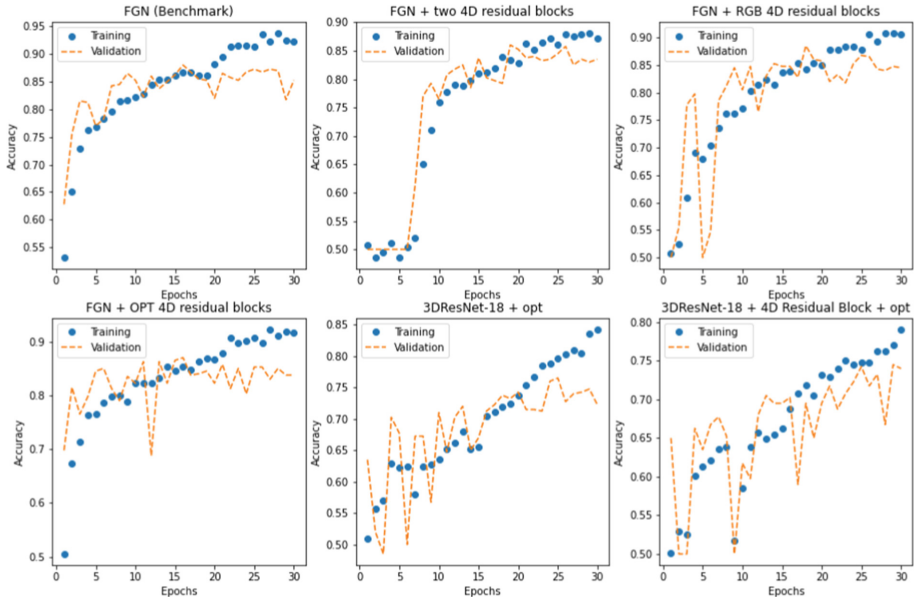 FGN (Benchmark)
Training
Validation
Accuracy
0.95
0.90
0.85
0.80
0.75
0.70
0.65
0.60
0.55
0 5 10 15 20 25 30
Epochs
FGN + two 4D residual blocks
Training
Validation
Accuracy
0.90
0.85
0.80
0.75
0.70
0.65
0.60
0.55
0.50
0 5 10 15 20 25 30
Epochs
FGN + RGB 4D residual blocks
Training
Validation
Accuracy
0.90
0.85
0.80
0.75
0.70
0.65
0.60
0.55
0.50
0 5 10 15 20 25 30
Epochs
FGN + OPT 4D residual blocks
Training
Validation
Accuracy
0.9
0.8
0.7
0.6
0.5
0 5 10 15 20 25 30
Epochs
3DResNet-18 + opt
Training
Validation
Accuracy
0.85
0.80
0.75
0.70
0.65
0.60
0.55
0.50
0 5 10 15 20 25 30
Epochs
3DResNet-18 + 4D Residual Block + opt
Training
Validation
Accuracy
0.80
0.75
0.70
0.65
0.60
0.55
0.50
0 5 10 15 20 25 30
Epochs